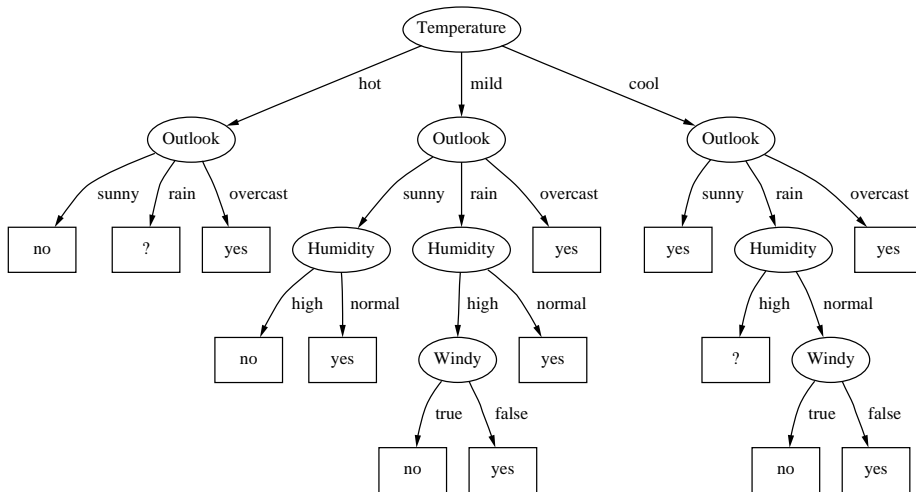 Temperature
hot mild cool
Outlook Outlook Outlook
sunny rain overcast sunny rain overcast sunny rain overcast
no ? yes Humidity Humidity yes yes Humidity yes
high normal high normal high normal
no yes Windy yes ? Windy
true false true false
no yes no yes